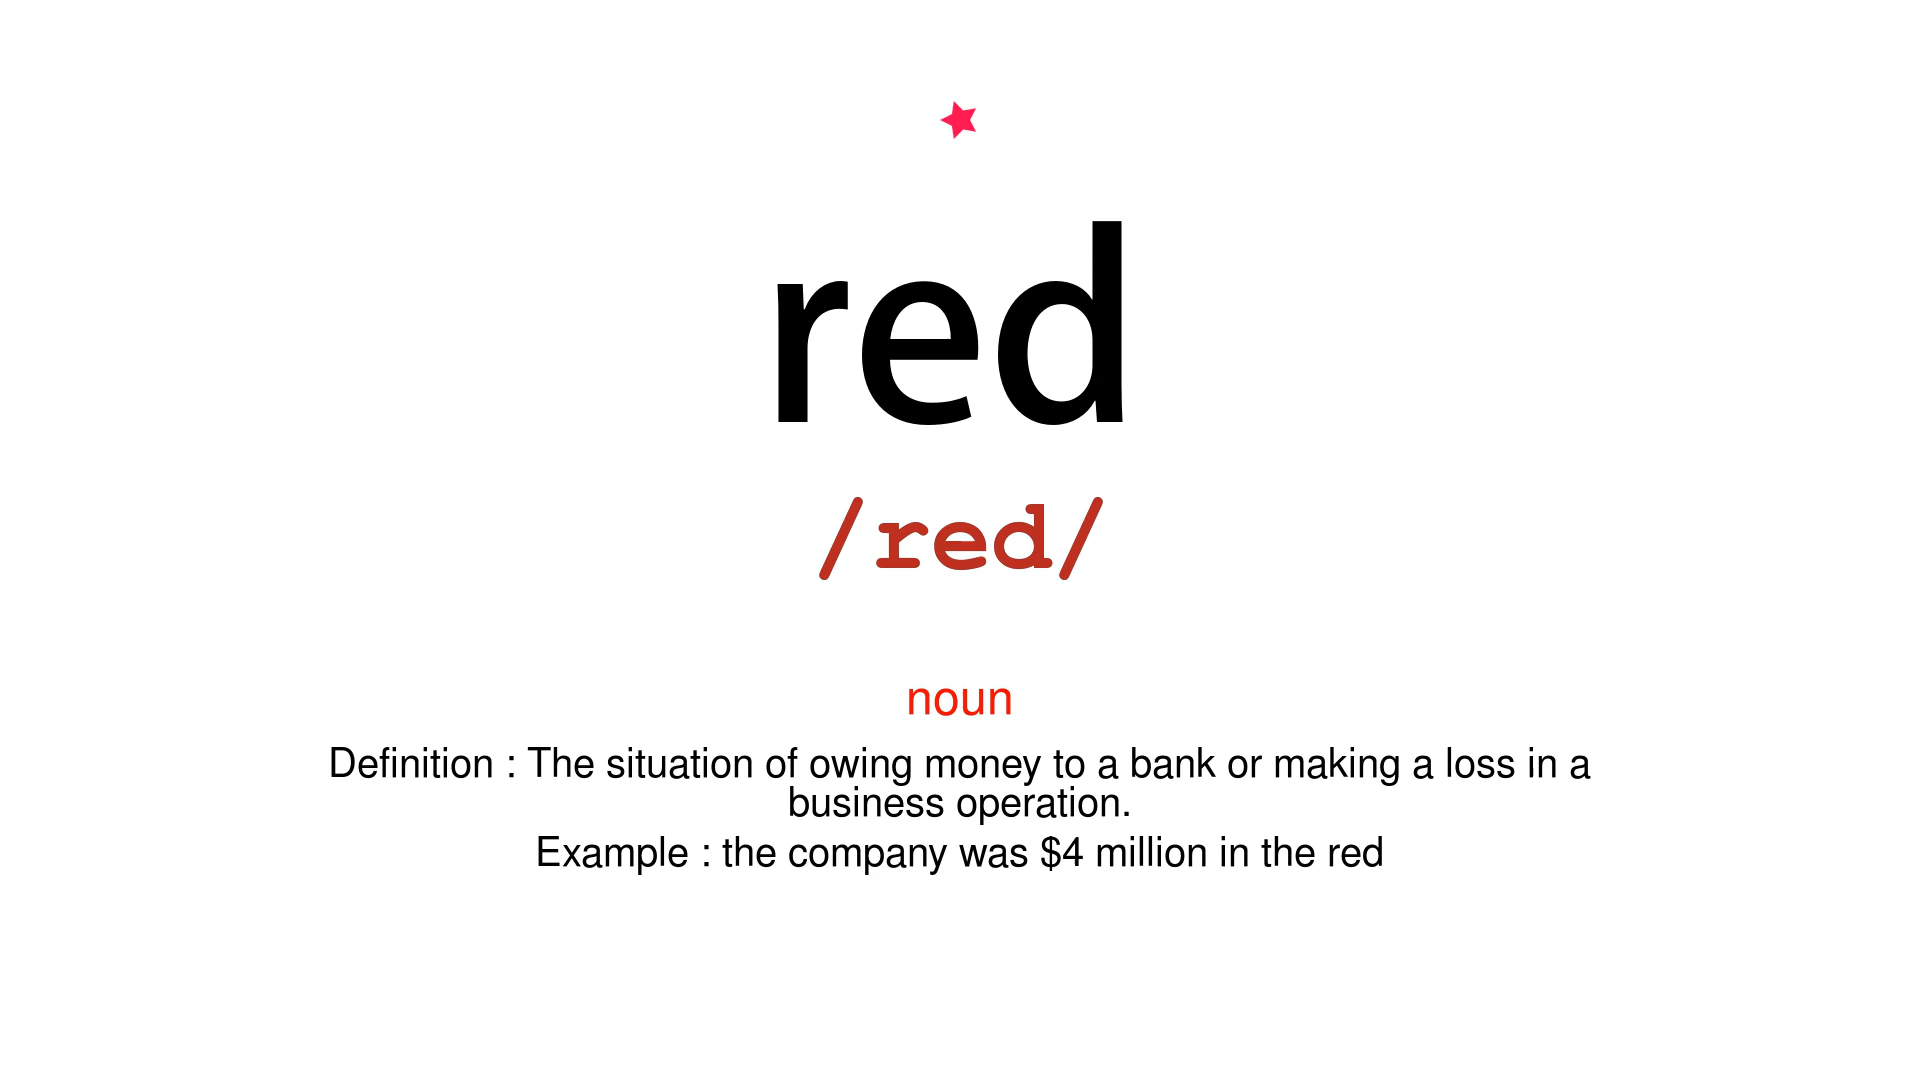 red
/red/
noun
Definition : The situation of owing money to a bank or making a loss in a
business operation.
Example : the company was $4 million in the red